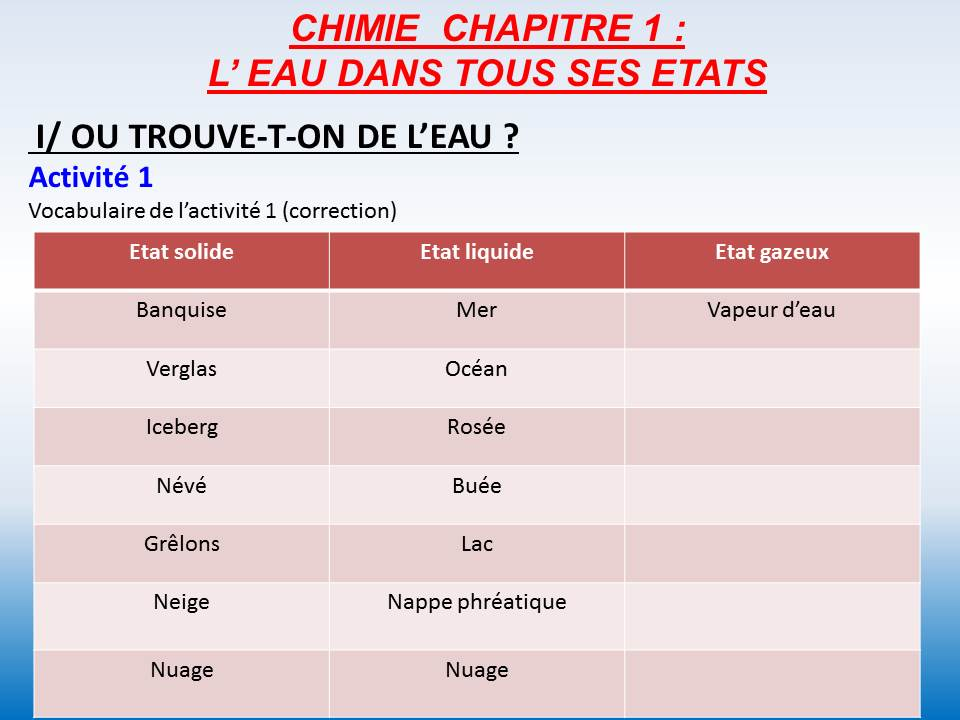 CHIMIE  CHAPITRE 1 :
L’ EAU DANS TOUS SES ETATS
I/ OU TROUVE-T-ON DE L’EAU ?
Activité 1
Vocabulaire de l’activité 1 (correction)
Etat solide Etat liquide Etat gazeux
Banquise Mer Vapeur d’eau
Verglas Océan
Iceberg Rosée
Névé Buée
Grêlons Lac
Neige Nappe phréatique
Nuage Nuage